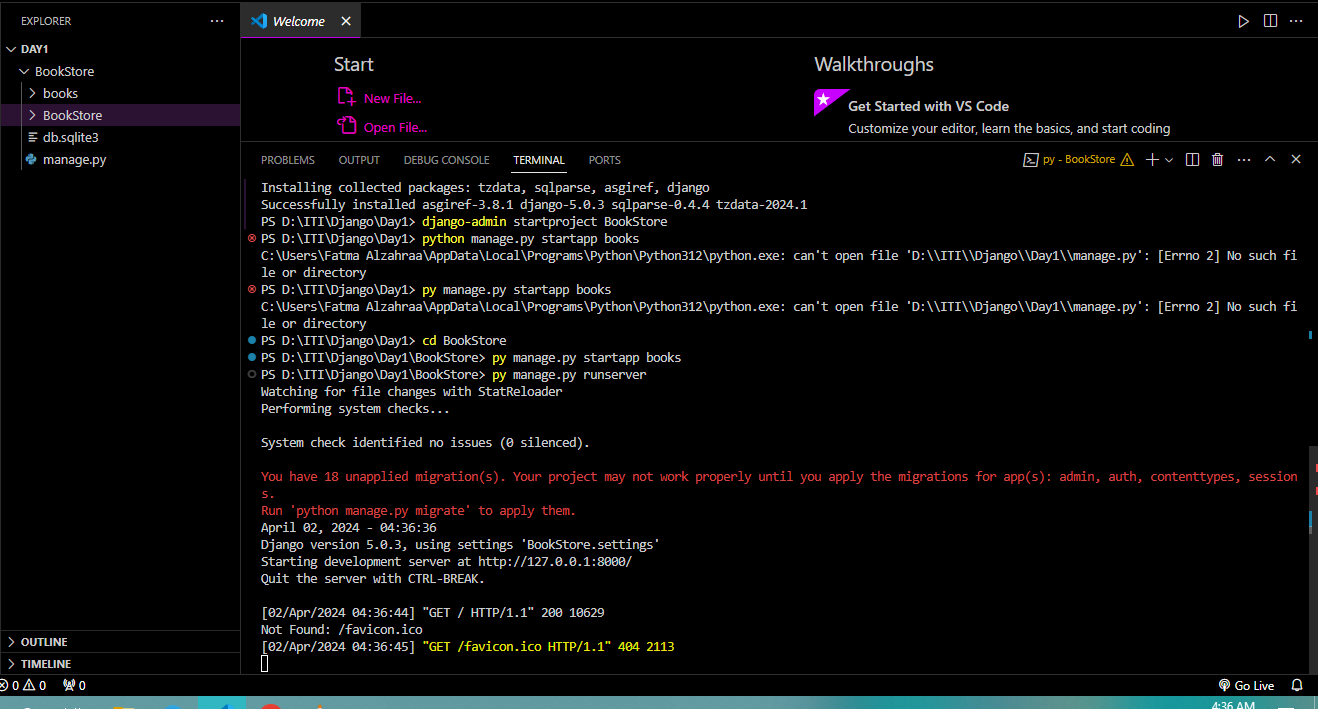 EXPLORER
Welcome
DAY1
BookStore
books
BookStore
db.sqlite3
manage.py
Start
New File...
Open File...
Walkthroughs
Get Started with VS Code
Customize your editor, learn the basics, and start coding
PROBLEMS OUTPUT DEBUG CONSOLE TERMINAL PORTS
py - BookStore
Installing collected packages: tzdata, sqlparse, asgiref, django
Successfully installed asgiref-3.8.1 django-5.0.3 sqlparse-0.4.4 tzdata-2024.1
PS D:\ITI\Django\Day1> django-admin startproject BookStore
PS D:\ITI\Django\Day1> python manage.py startapp books
C:\Users\Fatma Alzahraa\AppData\Local\Programs\Python\Python312\python.exe: can't open file 'D:\\ITI\\Django\\Day1\\manage.py': [Errno 2] No such fi
le or directory
PS D:\ITI\Django\Day1> py manage.py startapp books
C:\Users\Fatma Alzahraa\AppData\Local\Programs\Python\Python312\python.exe: can't open file 'D:\\ITI\\Django\\Day1\\manage.py': [Errno 2] No such fi
le or directory
PS D:\ITI\Django\Day1> cd BookStore
PS D:\ITI\Django\Day1\BookStore> py manage.py startapp books
PS D:\ITI\Django\Day1\BookStore> py manage.py runserver
Watching for file changes with StatReloader
Performing system checks...
System check identified no issues (0 silenced).
You have 18 unapplied migration(s). Your project may not work properly until you apply the migrations for app(s): admin, auth, contenttypes, session
s.
Run 'python manage.py migrate' to apply them.
April 02, 2024 - 04:36:36
Django version 5.0.3, using settings 'BookStore.settings'
Starting development server at http://127.0.0.1:8000/
Quit the server with CTRL-BREAK.
[02/Apr/2024 04:36:44] "GET / HTTP/1.1" 200 10629
Not Found: /favicon.ico
[02/Apr/2024 04:36:45] "GET /favicon.ico HTTP/1.1" 404 2113
OUTLINE
TIMELINE
0 0 0
Go Live
4:36 AM